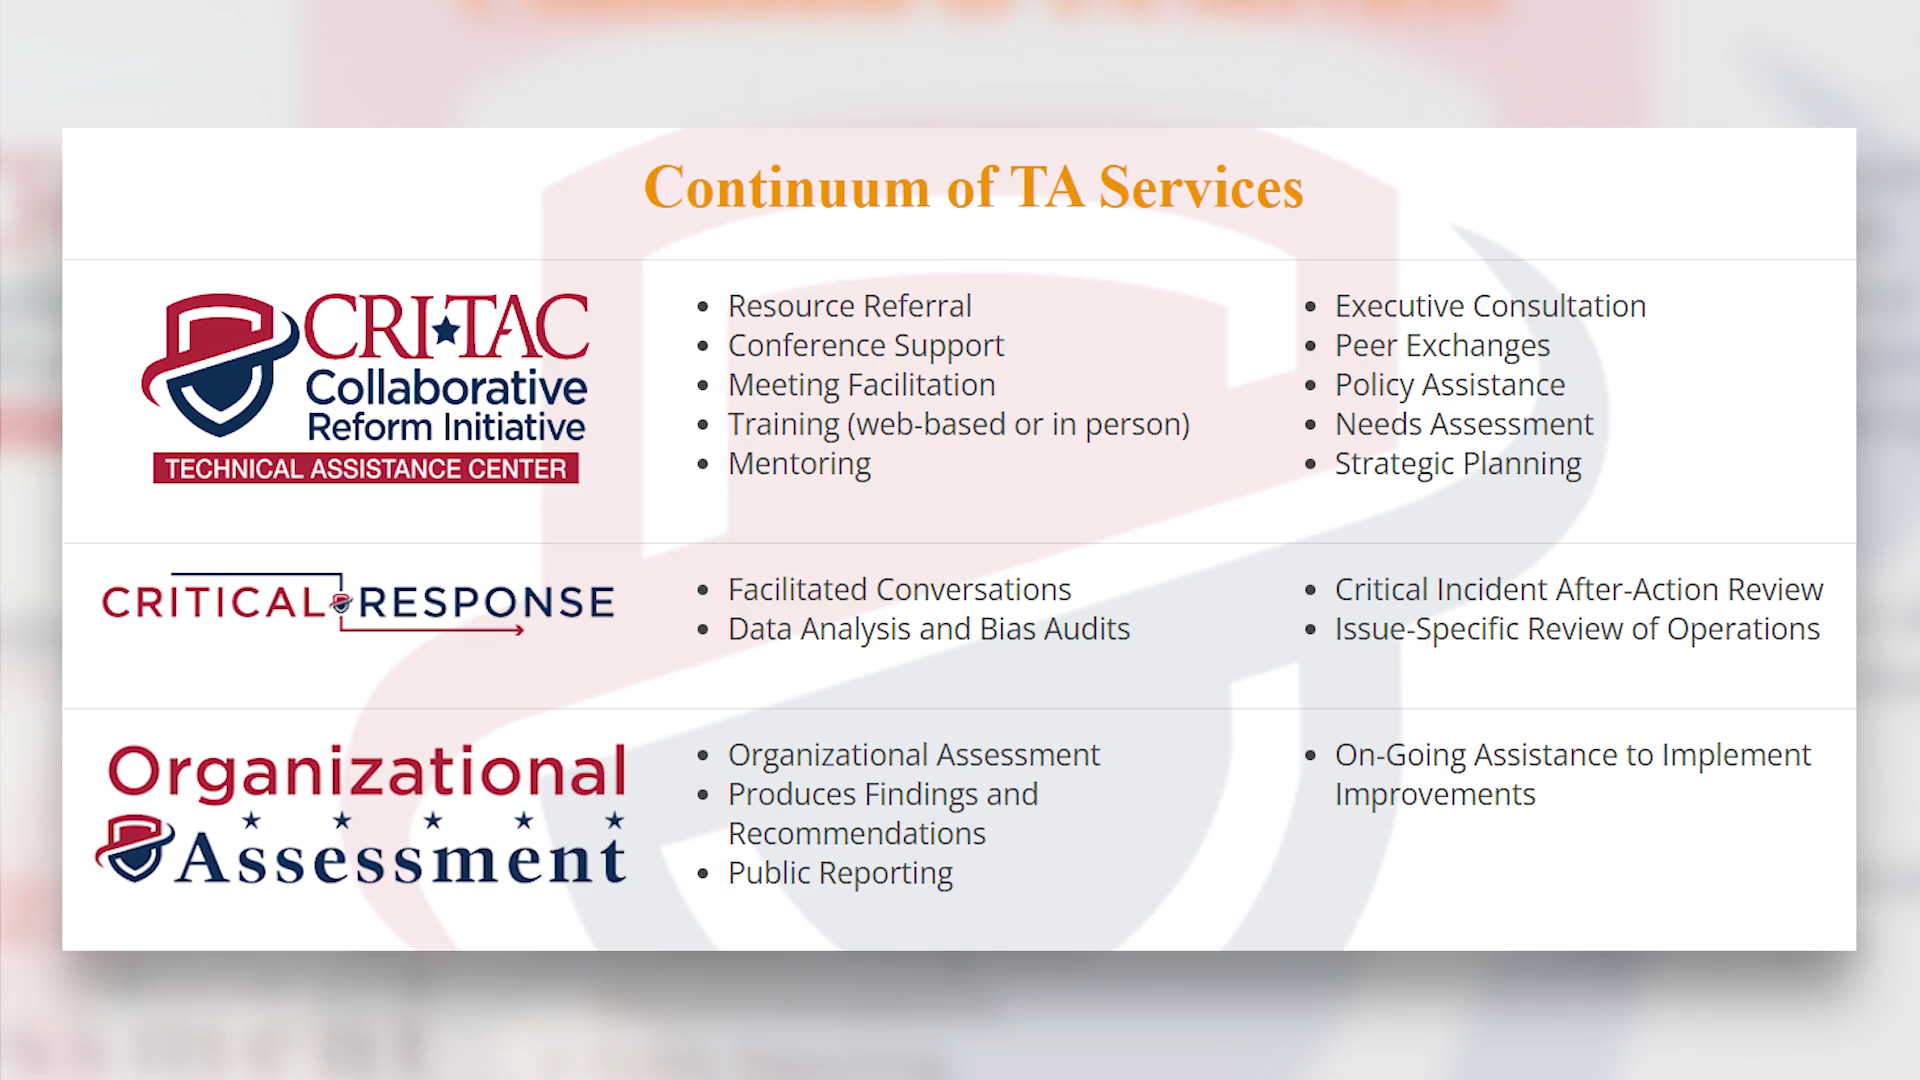 Continuum of TA Services
CRI★TAC
Collaborative
Reform Initiative
TECHNICAL ASSISTANCE CENTER
• Resource Referral
• Conference Support
• Meeting Facilitation
• Training (web-based or in person)
• Mentoring
• Executive Consultation
• Peer Exchanges
• Policy Assistance
• Needs Assessment
• Strategic Planning
CRITICAL RESPONSE
• Facilitated Conversations
• Data Analysis and Bias Audits
• Critical Incident After-Action Review
• Issue-Specific Review of Operations
Organizational
Assessment
• Organizational Assessment
• Produces Findings and
Recommendations
• Public Reporting
• On-Going Assistance to Implement
Improvements